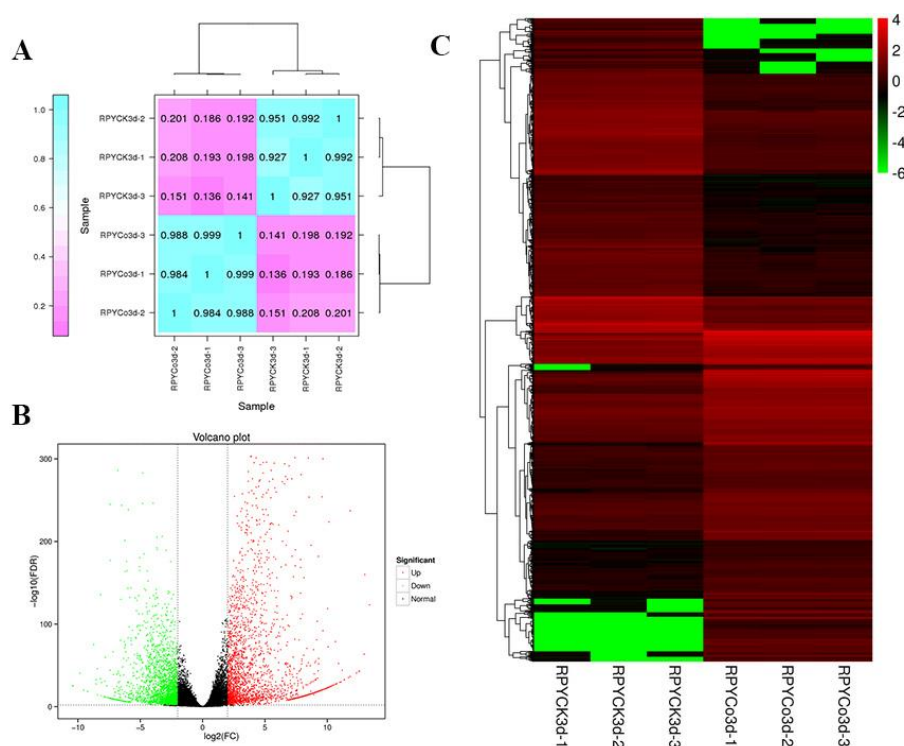 A
1.0
0.8
0.6
0.4
0.2
Sample
RPYCK3d-2
0.201 0.186 0.192 0.951 0.992 1
RPYCK3d-1
0.208 0.193 0.198 0.927 1 0.992
RPYCK3d-3
0.151 0.136 0.141 1 0.927 0.951
RPYCo3d-3
0.988 0.999 1 0.141 0.198 0.192
RPYCo3d-1
0.984 1 0.999 0.136 0.193 0.186
RPYCo3d-2
1 0.984 0.988 0.151 0.208 0.201
RPYCo3d-2
RPYCo3d-1
RPYCo3d-3
RPYCK3d-3
RPYCK3d-1
RPYCK3d-2
Sample
B
Volcano plot
300
200
100
0
-log10(FDR)
-10
-5
0
5
10
log2(FC)
Significant
Up
Down
Normal
C
4
2
0
-2
-4
-6
RPYCK3d-1
RPYCK3d-2
RPYCK3d-3
RPYCo3d-1
RPYCo3d-2
RPYCo3d-3